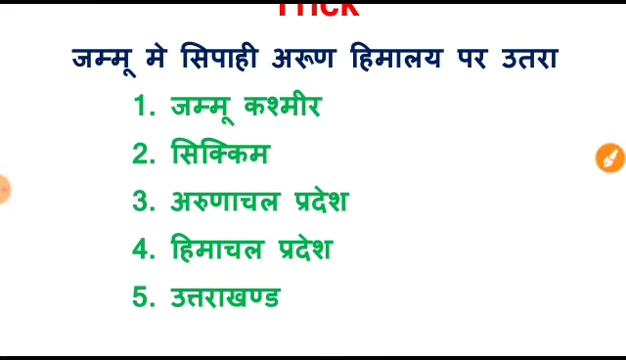 Trick
जम्मू मे सिपाही अरूण हिमालय पर उतरा
1. जम्मू कश्मीर
2. सिक्किम
3. अरुणाचल प्रदेश
4. हिमाचल प्रदेश
5. उत्तराखण्ड